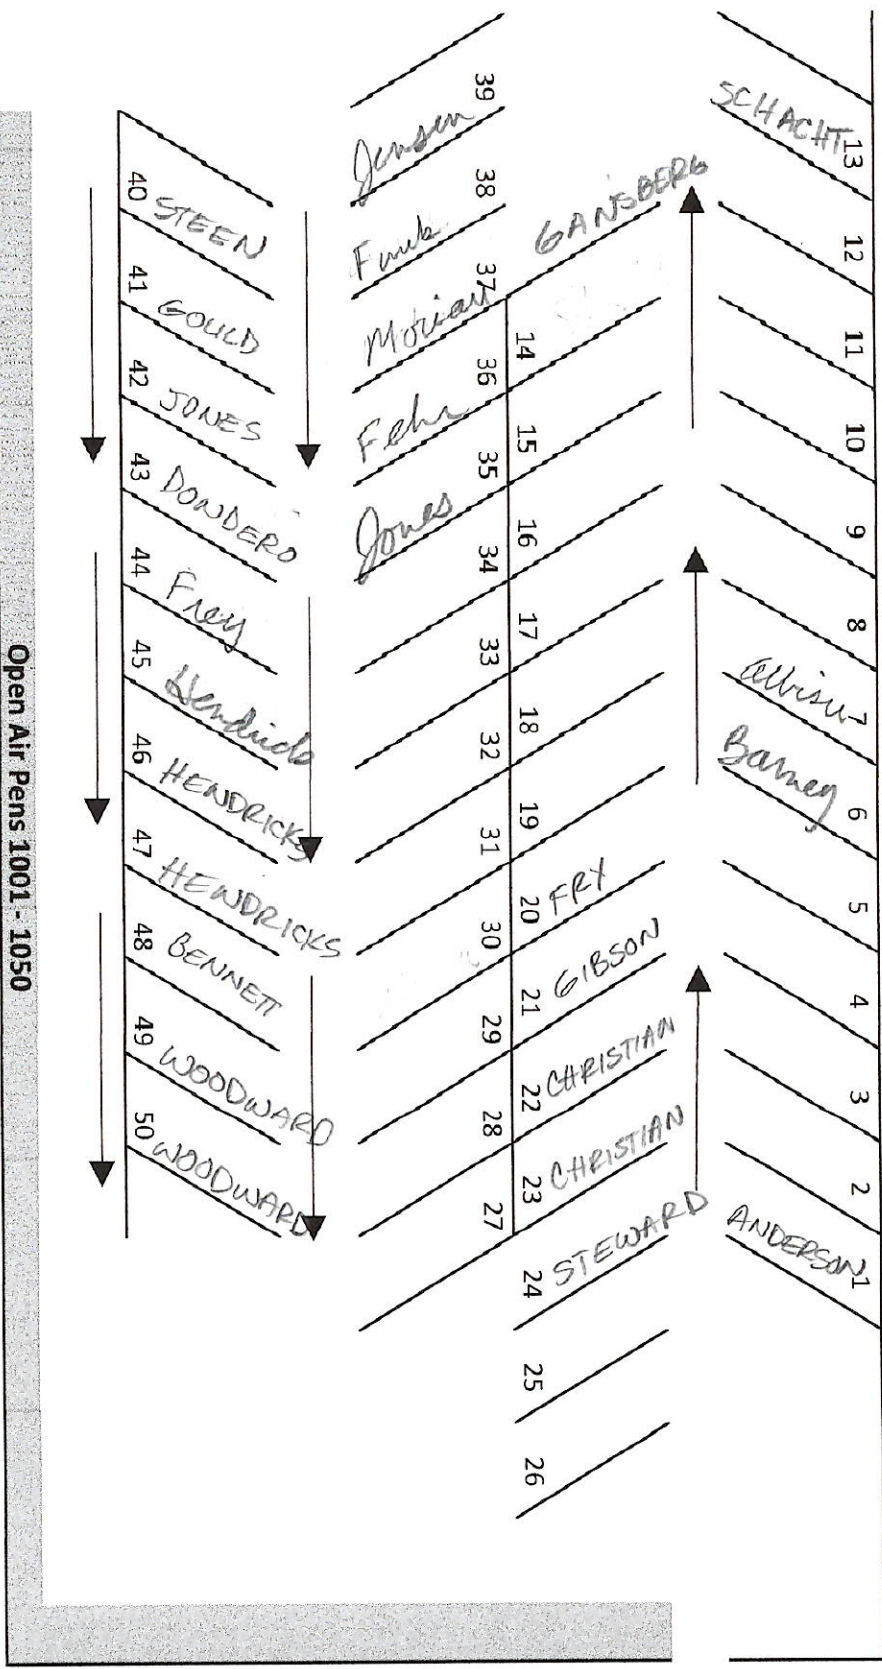 SCHACHT 13
12
11
10
9
8
Albisu 7
Barney 6
5
4
3
2
ANDERSON 1
GANSBERG
14
15
16
17
18
19
20 FRY
21 GIBSON
22 CHRISTIAN
23 CHRISTIAN
24 STEWARD
25
26
39
Jensen 38
Funk 37
Moriau 36
Fehr 35
Jones 34
33
32
31
30
29
28
27
40 STEEN
41 GOULD
42 JONES
43 DONDERO
44 Frey
45 Hendricks
46 HENDRICKS
47 HENDRICKS
48 BENNETT
49 WOODWARD
50 WOODWARD
Open Air Pens 1001 - 1050